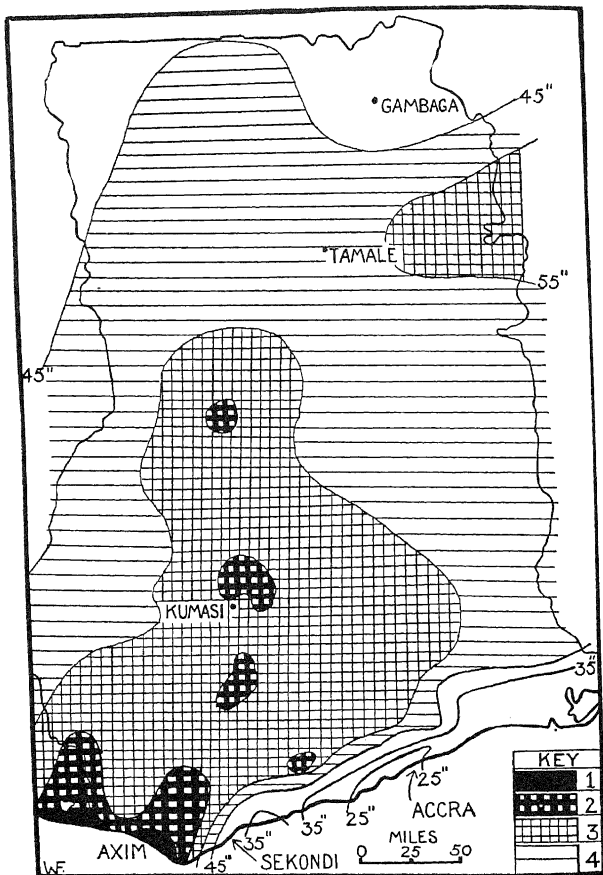 45"
GAMBAGA
TAMALE
55"
45"
KUMASI
35"
KEY
1
2
3
4
25"
ACCRA
25"
35"
35"
MILES
0 25 50
AXIM
45"
SEKONDI
W.F.